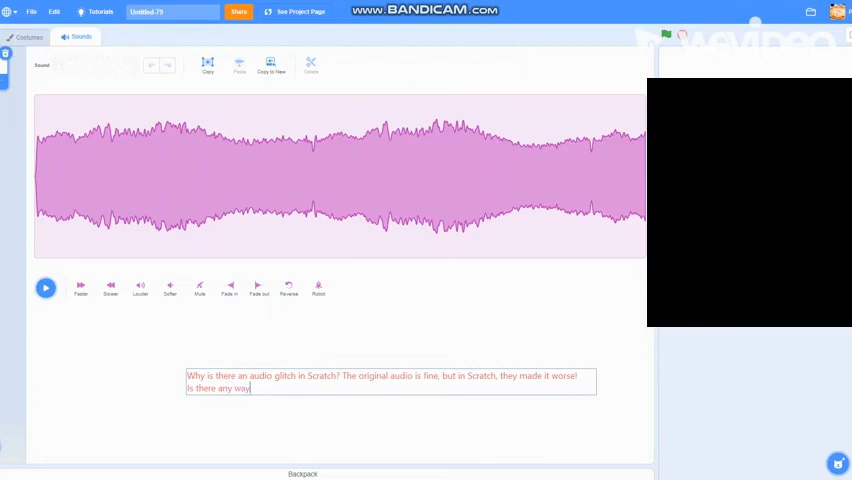 www.BANDICAM.com
File Edit Tutorials Untitled-79 Share See Project Page
WeVideo
Costumes Sounds
Sound Copy Paste Copy to New Delete
Faster Slower Louder Softer Mute Fade in Fade out Reverse Robot
Why is there an audio glitch in Scratch? The original audio is fine, but in Scratch, they made it worse!
Is there any way
Backpack